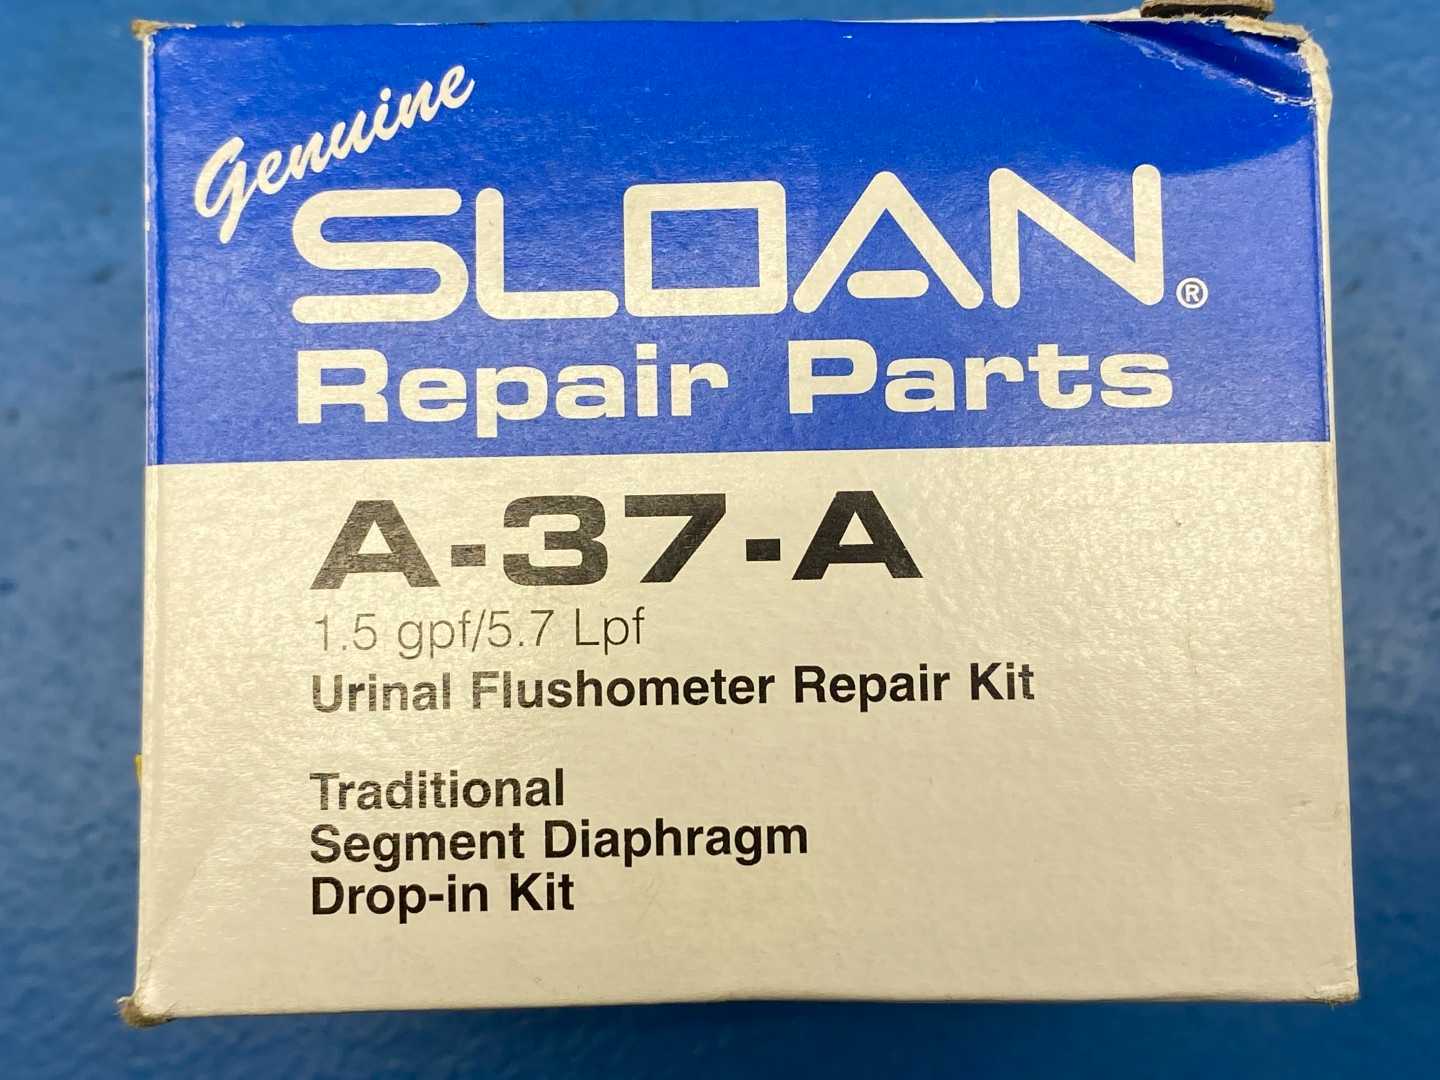 Genuine
SLOAN®
Repair Parts
A-37-A
1.5 gpf/5.7 Lpf
Urinal Flushometer Repair Kit
Traditional
Segment Diaphragm
Drop-in Kit